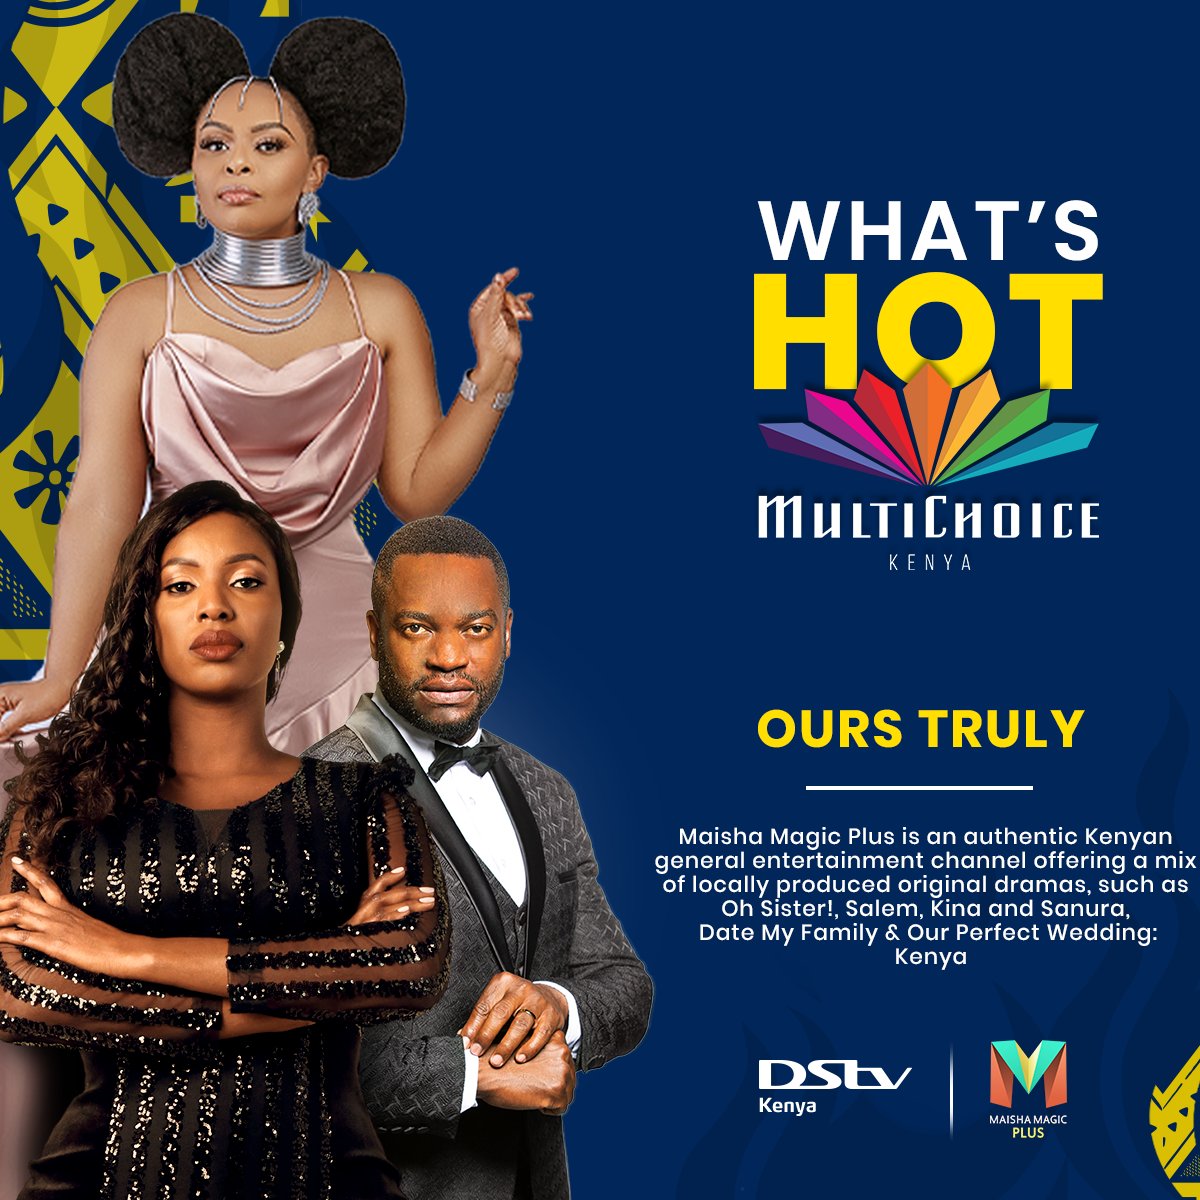 WHAT'S
HOT
MULTICHOICE
KENYA
OURS TRULY
Maisha Magic Plus is an authentic Kenyan
general entertainment channel offering a mix
of locally produced original dramas, such as
Oh Sister!, Salem, Kina and Sanura,
Date My Family & Our Perfect Wedding:
Kenya
DStv
Kenya
MAISHA MAGIC
PLUS